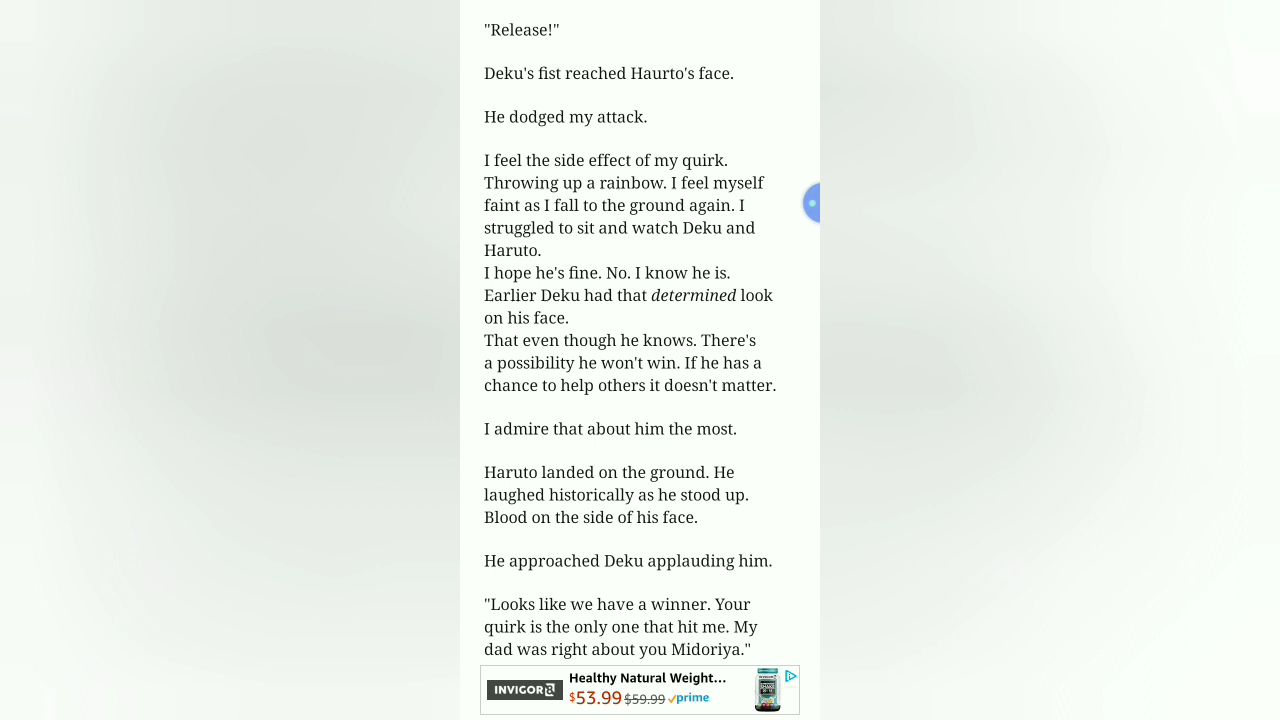 "Release!"
Deku's fist reached Haurto's face.
He dodged my attack.
I feel the side effect of my quirk.
Throwing up a rainbow. I feel myself
faint as I fall to the ground again. I
struggled to sit and watch Deku and
Haruto.
I hope he's fine. No. I know he is.
Earlier Deku had that determined look
on his face.
That even though he knows. There's
a possibility he won't win. If he has a
chance to help others it doesn't matter.
I admire that about him the most.
Haruto landed on the ground. He
laughed historically as he stood up.
Blood on the side of his face.
He approached Deku applauding him.
"Looks like we have a winner. Your
quirk is the only one that hit me. My
dad was right about you Midoriya."
INVIGOR8
Healthy Natural Weight...
$53.99 $59.99 prime